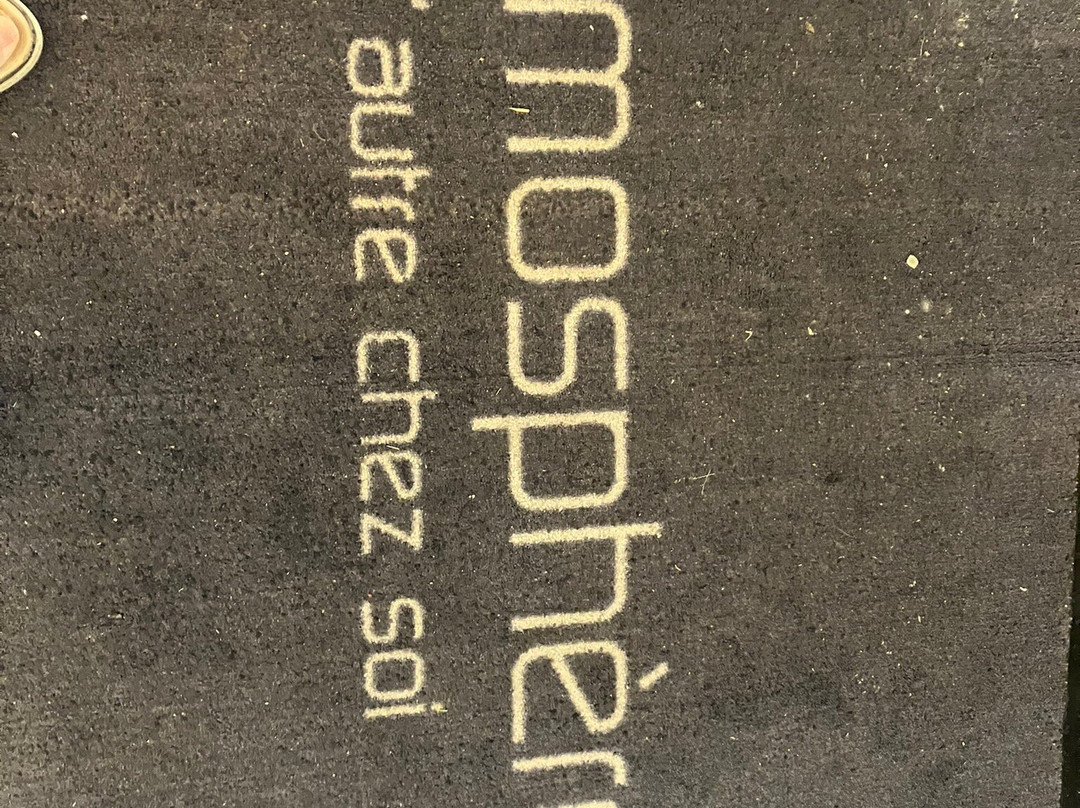 mosphèr
autre chez soi